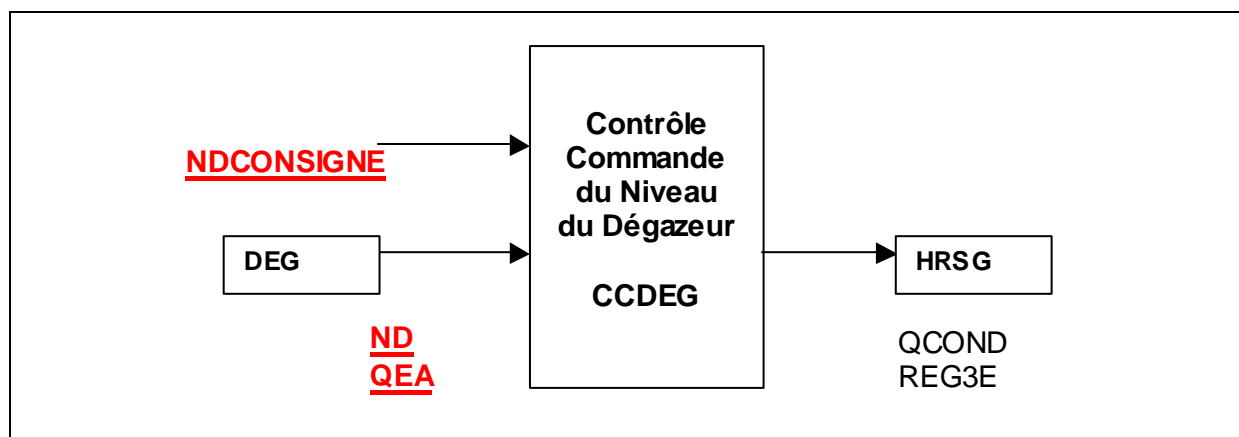 NDCONSIGNE
DEG
ND
QEA
Contrôle
Commande
du Niveau
du Dégazeur
CCDEG
HRSG
QCOND
REG3E